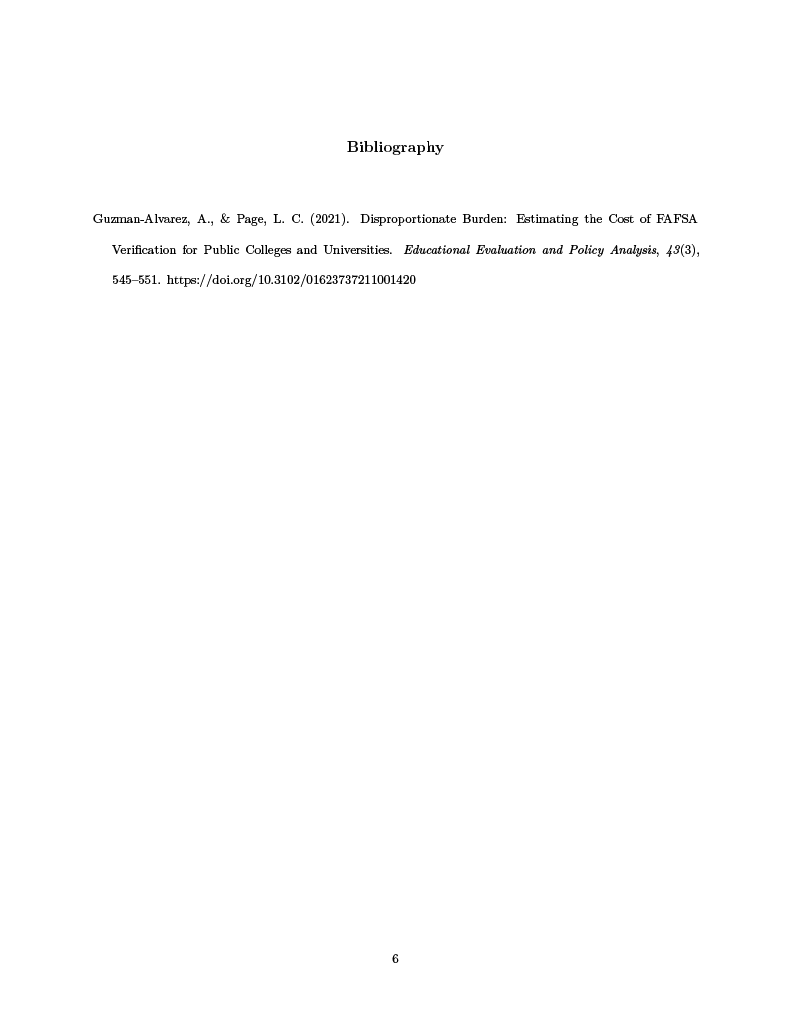 Bibliography
Guzman-Alvarez, A., & Page, L. C. (2021). Disproportionate Burden: Estimating the Cost of FAFSA
Verification for Public Colleges and Universities. Educational Evaluation and Policy Analysis, 43(3),
545–551. https://doi.org/10.3102/01623737211001420
6